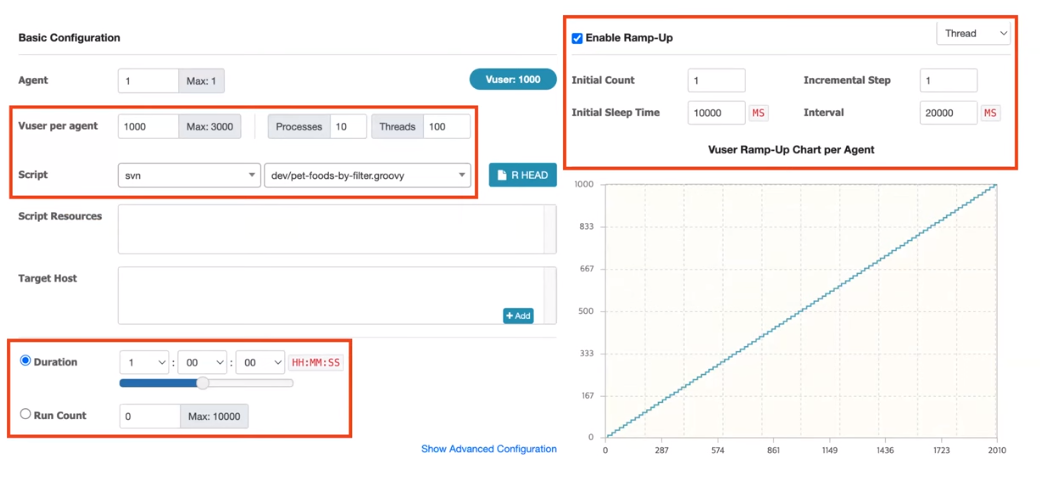 Basic Configuration
Agent 1 Max: 1 Vuser: 1000
Vuser per agent 1000 Max: 3000 Processes 10 Threads 100
Script svn dev/pet-foods-by-filter.groovy R HEAD
Script Resources
Target Host
+ Add
Duration 1 : 00 : 00 HH:MM:SS
Run Count 0 Max: 10000
Show Advanced Configuration
Enable Ramp-Up Thread
Initial Count 1 Incremental Step 1
Initial Sleep Time 10000 MS Interval 20000 MS
Vuser Ramp-Up Chart per Agent
1000
833
667
500
333
167
0
0 287 574 861 1149 1436 1723 2010